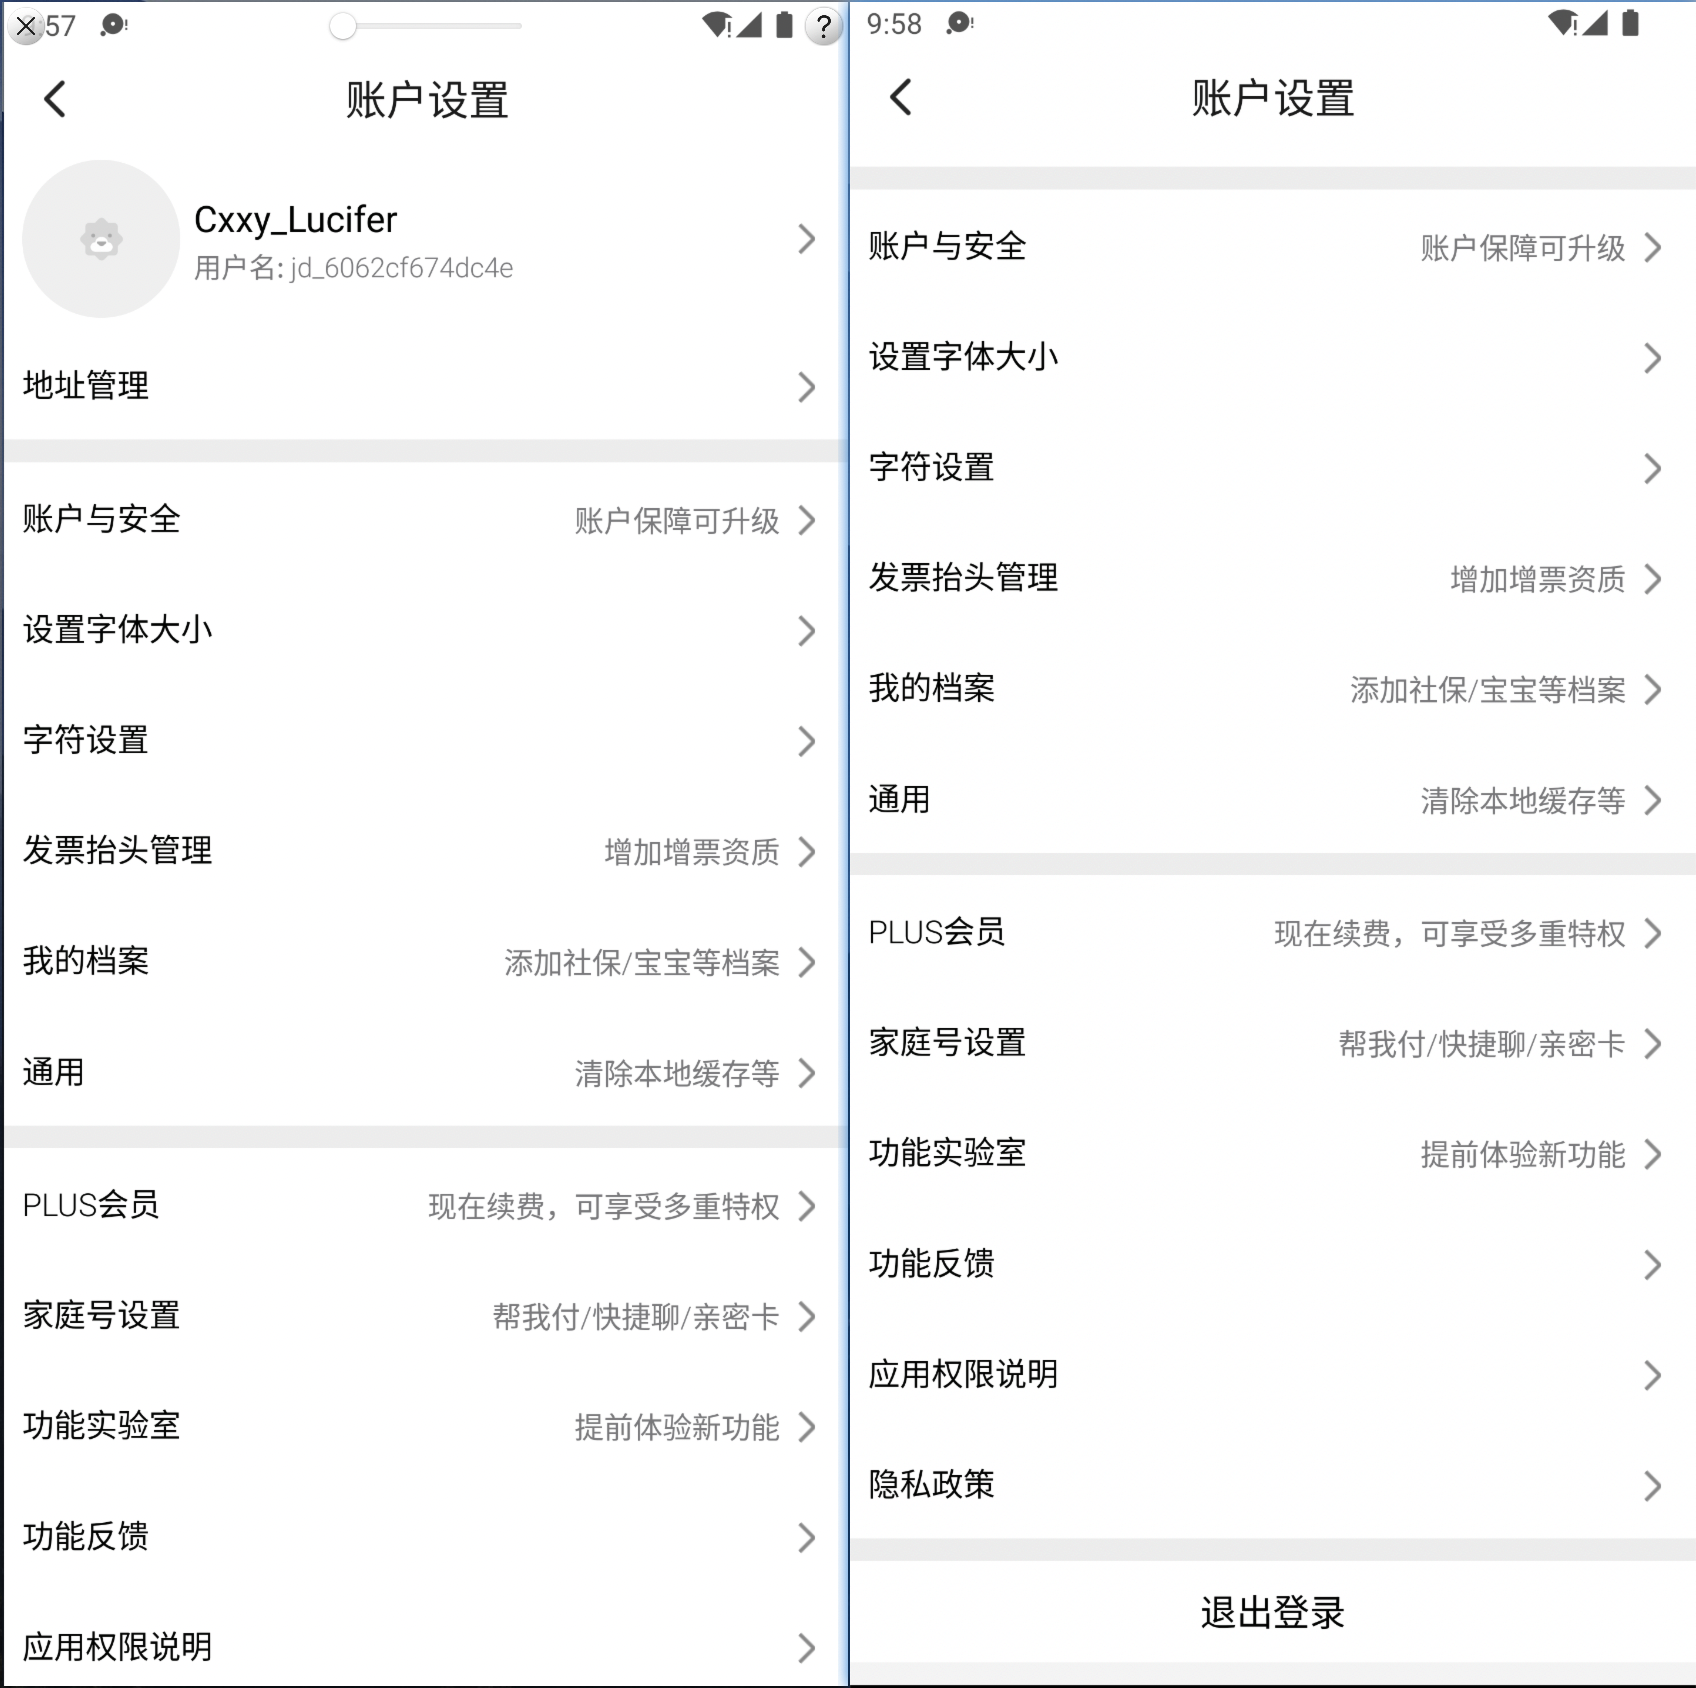 57
?
账户设置
Cxxy_Lucifer
用户名: jd_6062cf674dc4e
地址管理
账户与安全 账户保障可升级
设置字体大小
字符设置
发票抬头管理 增加增票资质
我的档案 添加社保/宝宝等档案
通用 清除本地缓存等
PLUS会员 现在续费，可享受多重特权
家庭号设置 帮我付/快捷聊/亲密卡
功能实验室 提前体验新功能
功能反馈
应用权限说明
9:58
账户设置
账户与安全 账户保障可升级
设置字体大小
字符设置
发票抬头管理 增加增票资质
我的档案 添加社保/宝宝等档案
通用 清除本地缓存等
PLUS会员 现在续费，可享受多重特权
家庭号设置 帮我付/快捷聊/亲密卡
功能实验室 提前体验新功能
功能反馈
应用权限说明
隐私政策
退出登录